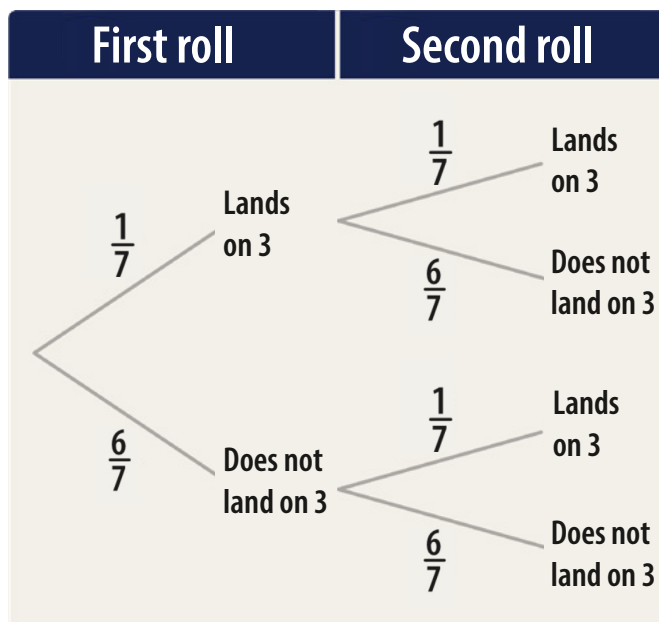 First roll
Second roll
1/7
Lands
on 3
6/7
Does not
land on 3
1/7
Lands
on 3
6/7
Does not
land on 3
1/7
Lands
on 3
6/7
Does not
land on 3